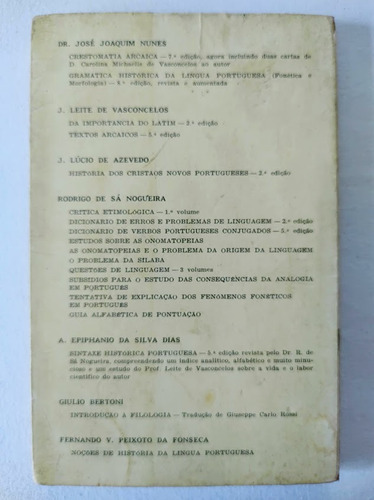 DR. JOSÉ JOAQUIM NUNES
CRESTOMATIA ARCAICA — 7.ª edição, agora incluindo duas cartas de
D. Carolina Michaëlis de Vasconcelos ao autor
GRAMÁTICA HISTÓRICA DA LÍNGUA PORTUGUESA (Fonética e
Morfologia) — 8.ª edição, revista e aumentada
J. LEITE DE VASCONCELOS
DA IMPORTÂNCIA DO LATIM — 2.ª edição
TEXTOS ARCAICOS — 5.ª edição
J. LÚCIO DE AZEVEDO
HISTÓRIA DOS CRISTÃOS NOVOS PORTUGUESES — 2.ª edição
RODRIGO DE SÁ NOGUEIRA
CRÍTICA ETIMOLÓGICA — 1.º volume
DICIONÁRIO DE ERROS E PROBLEMAS DE LINGUAGEM — 2.ª edição
DICIONÁRIO DE VERBOS PORTUGUESES CONJUGADOS — 5.ª edição
ESTUDOS SOBRE AS ONOMATOPEIAS
AS ONOMATOPEIAS E O PROBLEMA DA ORIGEM DA LINGUAGEM
O PROBLEMA DA SÍLABA
QUESTÕES DE LINGUAGEM — 3 volumes
SUBSÍDIOS PARA O ESTUDO DAS CONSEQUÊNCIAS DA ANALOGIA
EM PORTUGUÊS
TENTATIVA DE EXPLICAÇÃO DOS FENÓMENOS FONÉTICOS
EM PORTUGUÊS
GUIA ALFABÉTICA DE PONTUAÇÃO
A. EPIPHANIO DA SILVA DIAS
SINTAXE HISTÓRICA PORTUGUESA — 5.ª edição revista pelo Dr. R. de
Sá Nogueira, compreendendo um índice analítico, alfabético e muito minu-
cioso e um estudo do Prof. Leite de Vasconcelos sobre a vida e o labor
científico do autor
GIULIO BERTONI
INTRODUÇÃO À FILOLOGIA — Tradução de Giuseppe Carlo Rossi
FERNANDO V. PEIXOTO DA FONSECA
NOÇÕES DE HISTÓRIA DA LÍNGUA PORTUGUESA